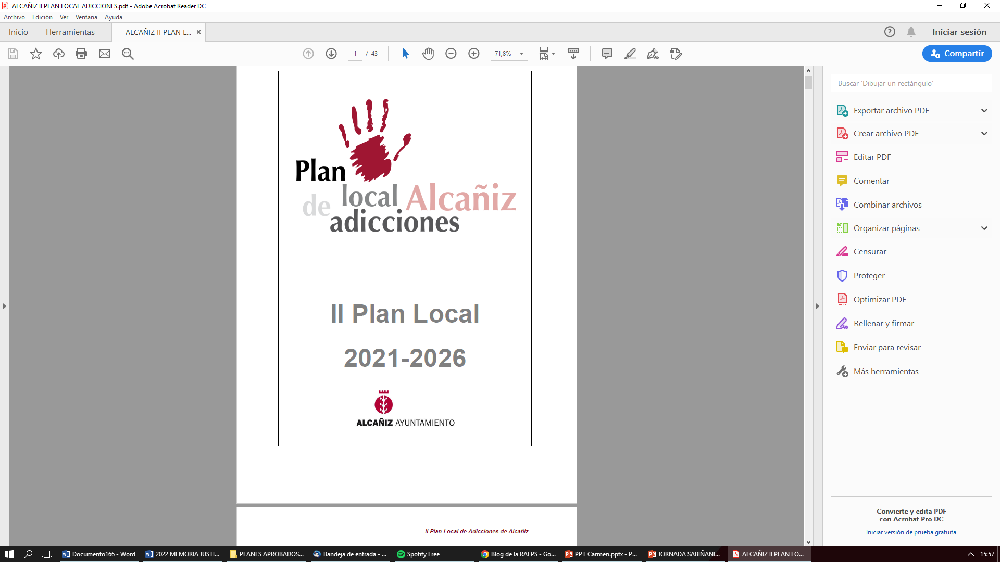 ALCAÑIZ II PLAN LOCAL ADICCIONES.pdf - Adobe Acrobat Reader DC
Archivo Edición Ver Ventana Ayuda
Inicio Herramientas ALCAÑIZ II PLAN L... × Iniciar sesión
1 / 43 71,8% Compartir
Plan
local Alcañiz
de
adicciones
II Plan Local
2021-2026
ALCAÑIZ AYUNTAMIENTO
II Plan Local de Adicciones de Alcañiz
Buscar 'Dibujar un rectángulo'
Exportar archivo PDF
Crear archivo PDF
Editar PDF
Comentar
Combinar archivos
Organizar páginas
Censurar
Proteger
Optimizar PDF
Rellenar y firmar
Enviar para revisar
Más herramientas
Convierte y edita PDF
con Acrobat Pro DC
Iniciar versión de prueba gratuita
Documento166 - Word 2022 MEMORIA JUSTI... PLANES APROBADOS... Bandeja de entrada - ... Spotify Free Blog de la RAEPS - Go... PPT Carmen.pptx - P... JORNADA SABIÑANI... ALCAÑIZ II PLAN LO... 15:57